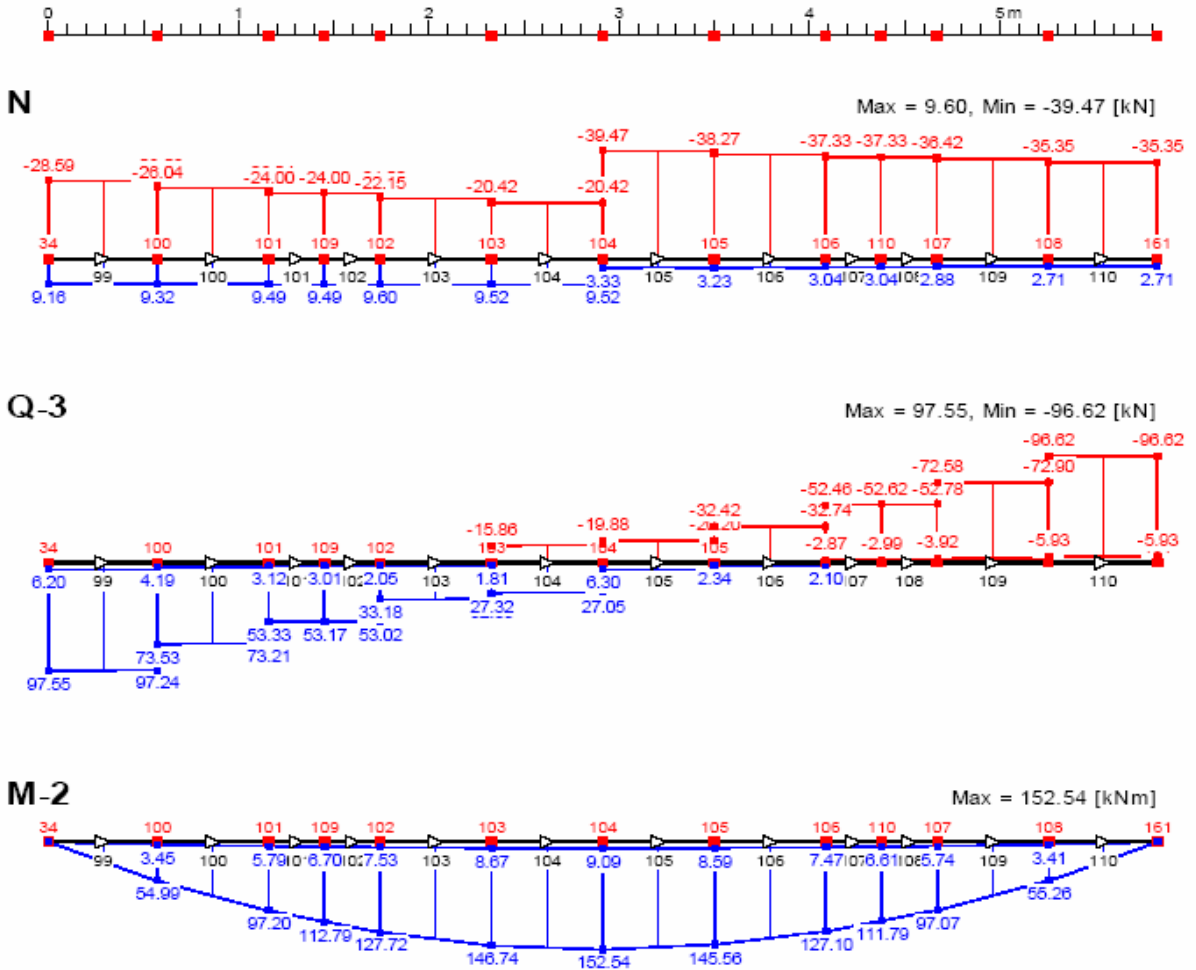 0 1 2 3 4 5m
N
Max = 9.60, Min = -39.47 [kN]
-39.47 -38.27 -37.33 -37.33 -36.42 -35.35 -35.35
-28.59 -26.04 -24.00 -24.00 -22.15 -20.42 -20.42
34 100 101 109 102 103 104 105 106 110 107 108 161
99 100 101 102 103 104 105 106 107 109 110
9.16 9.32 9.49 9.49 9.60 9.52 3.33 3.23 3.04 3.04 2.88 2.71 2.71
9.52
Q-3
Max = 97.55, Min = -96.62 [kN]
-96.62 -96.62
-72.58 -72.90
-52.46 -52.62 -52.78
-15.86 -19.88 -32.42 -32.74
-2.87 -2.99 -3.92 -5.93 -5.93
34 100 101 109 102 103 104 105
99 100 103 104 105 106 108 109 110
6.20 4.19 3.12 3.01 2.05 1.81 6.30 2.34 2.10
33.18 27.32 27.05
53.33 53.17 53.02
73.53 73.21
97.55 97.24
M-2
Max = 152.54 [kNm]
34 100 101 109 102 103 104 105 106 110 107 108 161
99 100 103 104 105 106 109 110
3.45 5.79 6.70 7.53 8.67 9.09 8.59 7.47 6.61 5.74 3.41
54.99 97.20 112.79 127.72 146.74 152.54 145.56 127.10 111.79 97.07 55.26